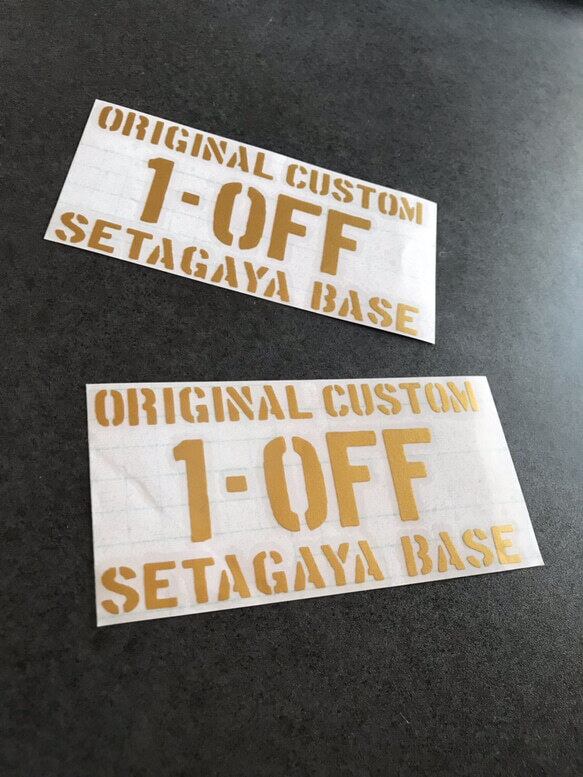 ORIGINAL CUSTOM
1-OFF
SETAGAYA BASE
ORIGINAL CUSTOM
1-OFF
SETAGAYA BASE